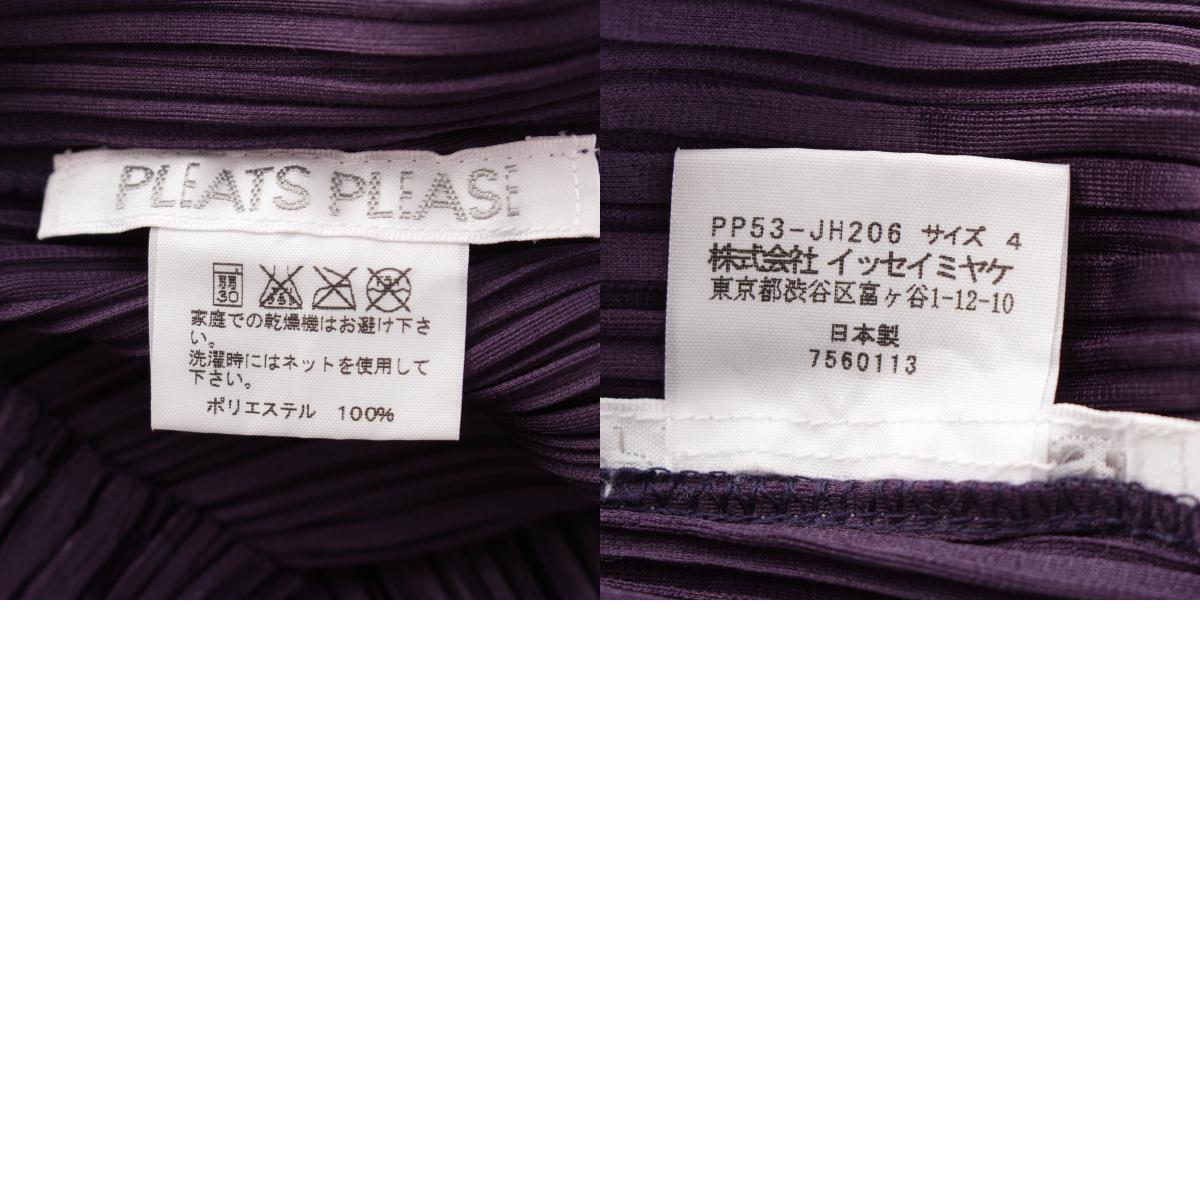 PLEATS PLEASE
弱
30
家庭での乾燥機はお避け下さ
い。
洗濯時にはネットを使用して
下さい。
ポリエステル 100%
PP53-JH206 サイズ 4
株式会社 イッセイミヤケ
東京都渋谷区富ヶ谷1-12-10
日本製
7560113